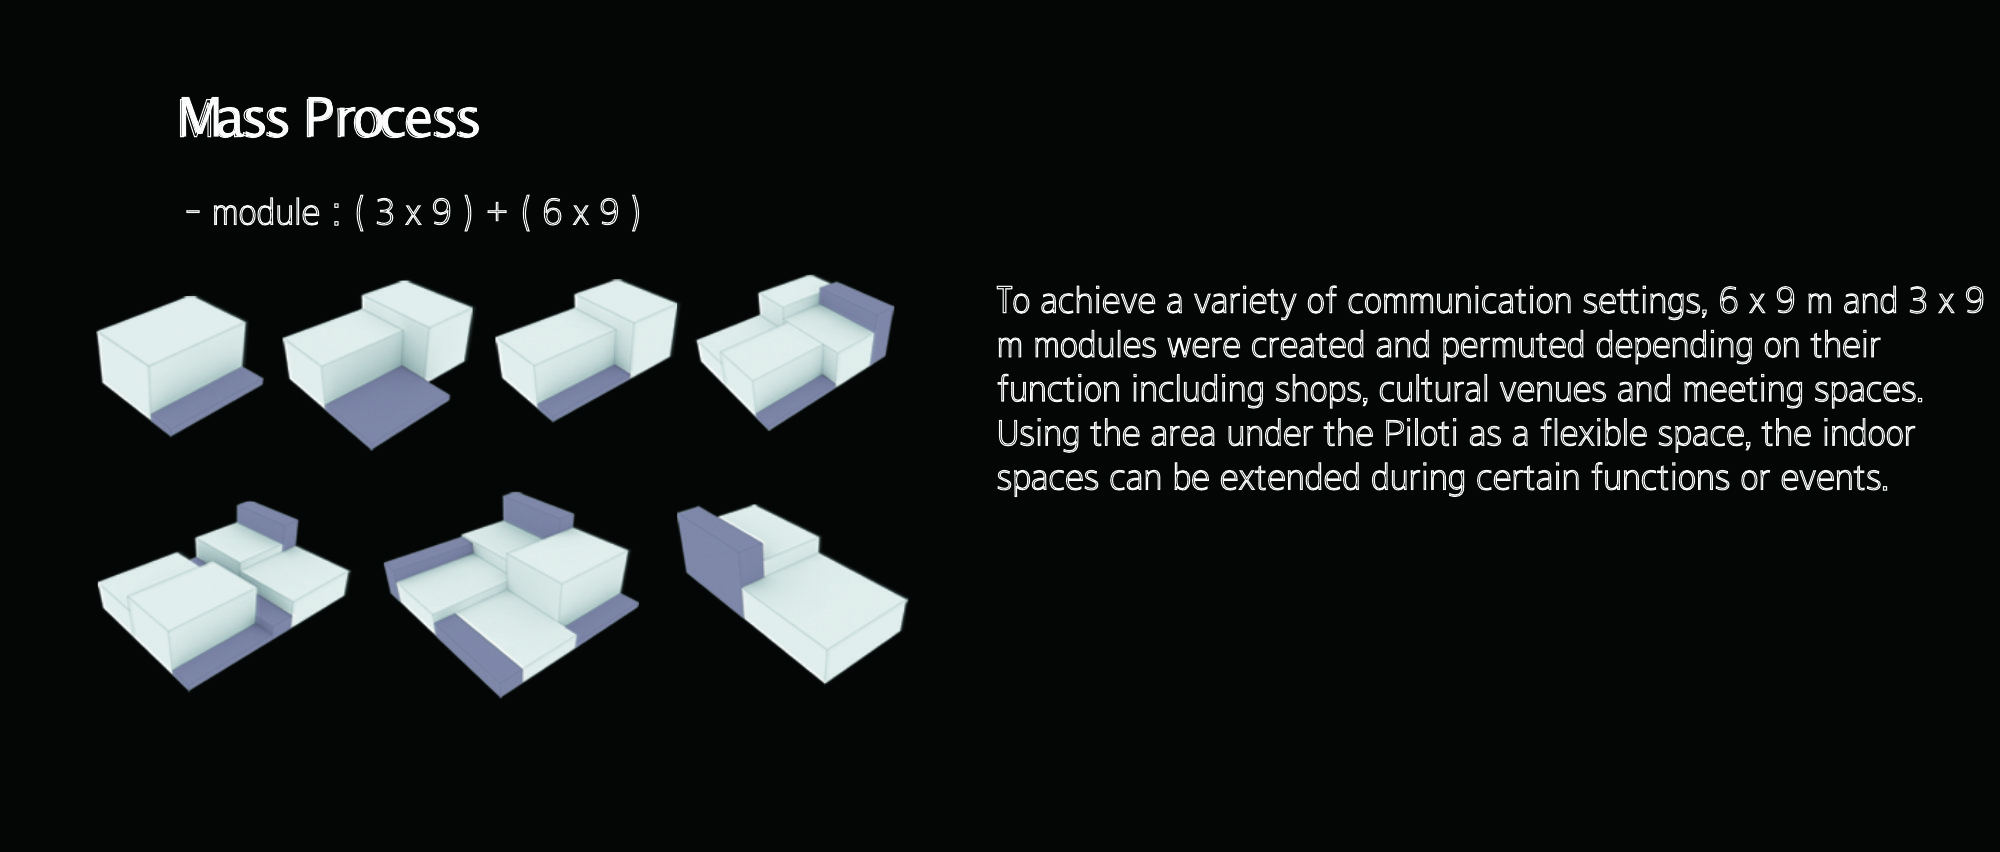 Mass Process
- module : ( 3 x 9 ) + ( 6 x 9 )
To achieve a variety of communication settings, 6 x 9 m and 3 x 9
m modules were created and permuted depending on their
function including shops, cultural venues and meeting spaces.
Using the area under the Piloti as a flexible space, the indoor
spaces can be extended during certain functions or events.